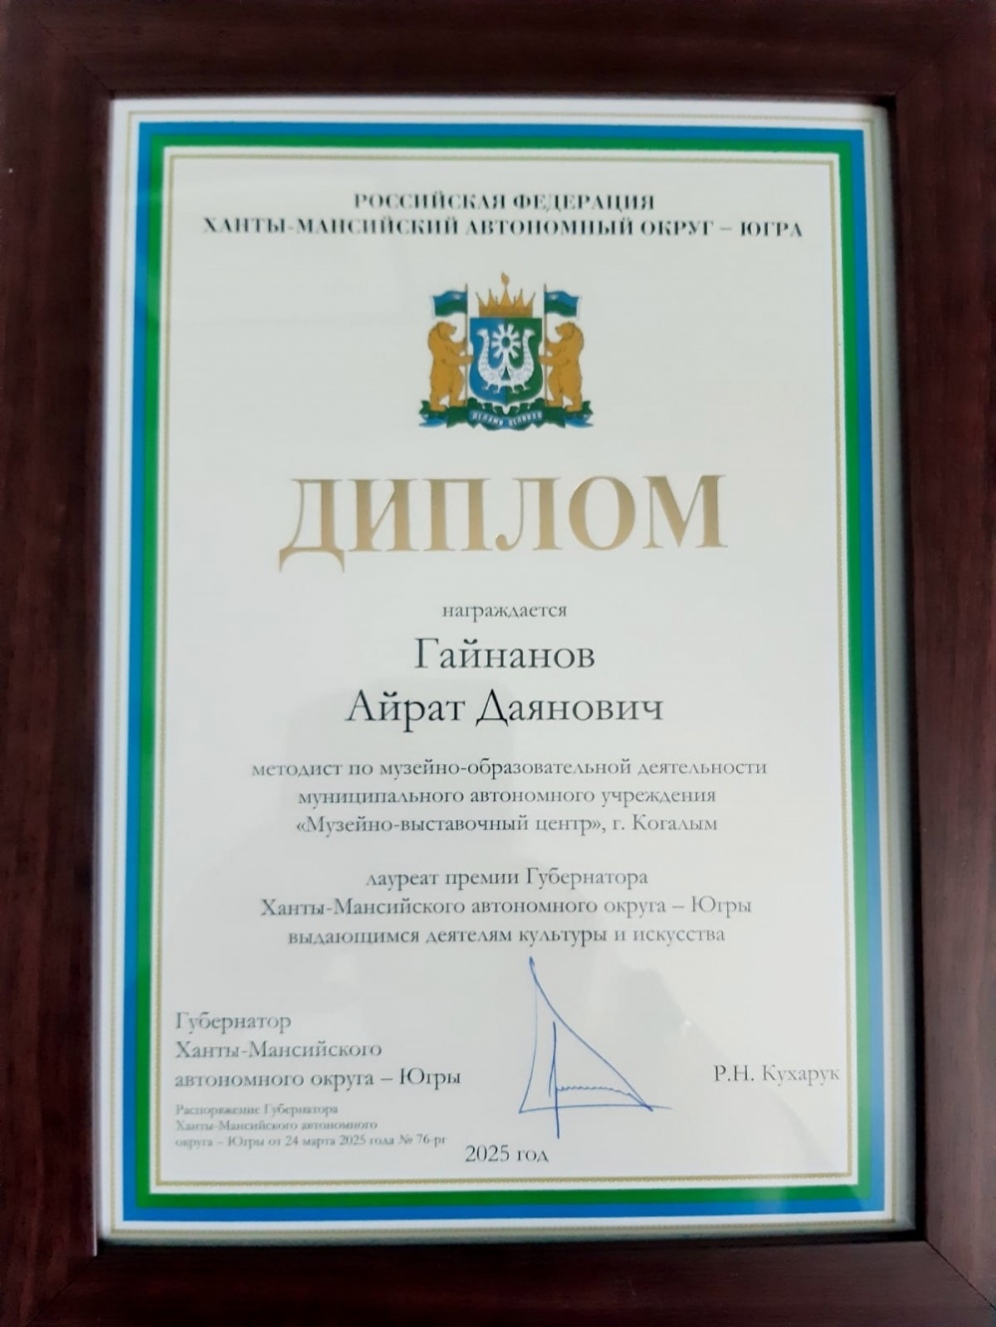 РОССИЙСКАЯ ФЕДЕРАЦИЯ
ХАНТЫ-МАНСИЙСКИЙ АВТОНОМНЫЙ ОКРУГ – ЮГРА
ДИПЛОМ
награждается
Гайнанов
Айрат Даянович
методист по музейно-образовательной деятельности
муниципального автономного учреждения
«Музейно-выставочный центр», г. Когалым
лауреат премии Губернатора
Ханты-Мансийского автономного округа – Югры
выдающимся деятелям культуры и искусства
Губернатор
Ханты-Мансийского
автономного округа – Югры
Р.Н. Кухарук
Распоряжение Губернатора
Ханты-Мансийского автономного
округа – Югры от 24 марта 2025 года № 76-рг
2025 год